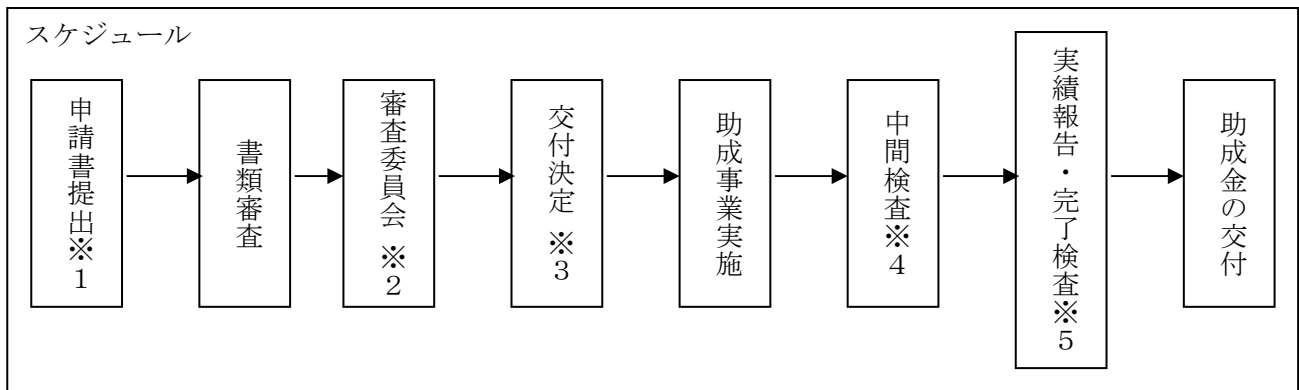 スケジュール
申請書提出※1
書類審査
審査委員会 ※2
交付決定 ※3
助成事業実施
中間検査※4
実績報告・完了検査※5
助成金の交付